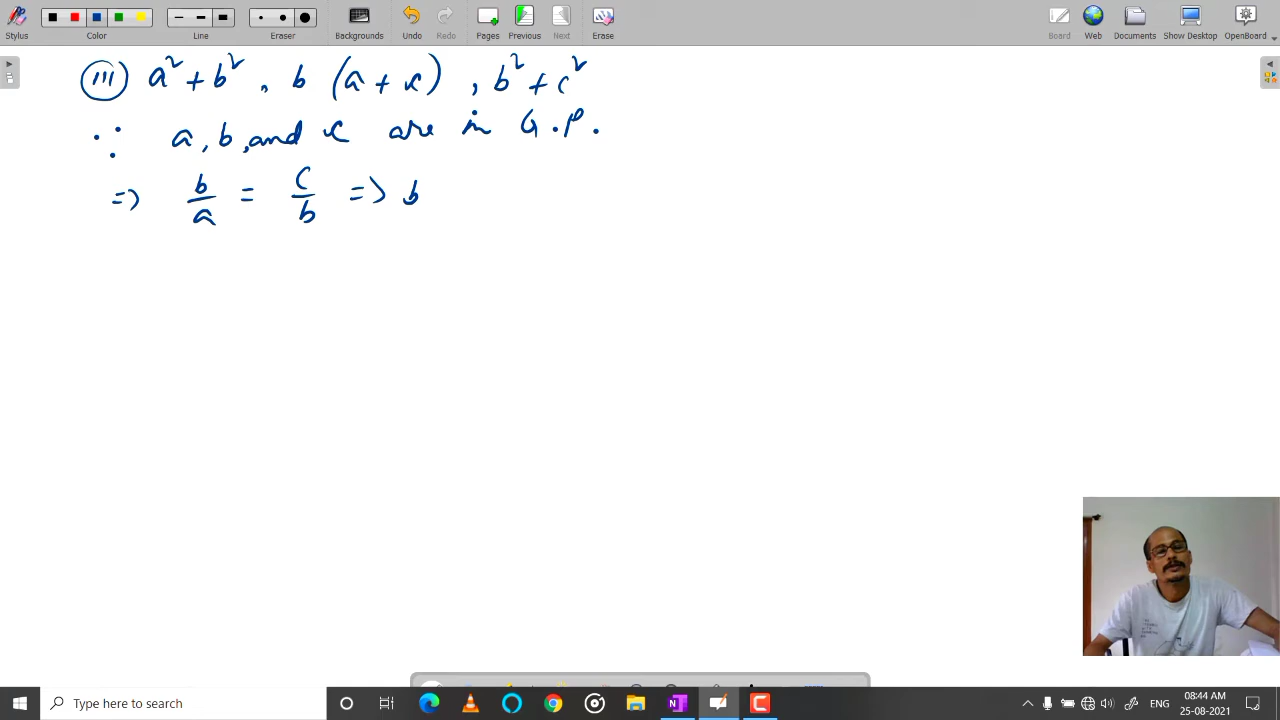 Stylus Color Line Eraser Backgrounds Undo Redo Pages Previous Next Erase Board Web Documents Show Desktop OpenBoard
(III) a² + b², b (a + c), b² + c²
∵ a, b, and c are in G.P.
=> b/a = c/b => b
Type here to search
ENG 08:44 AM
25-08-2021